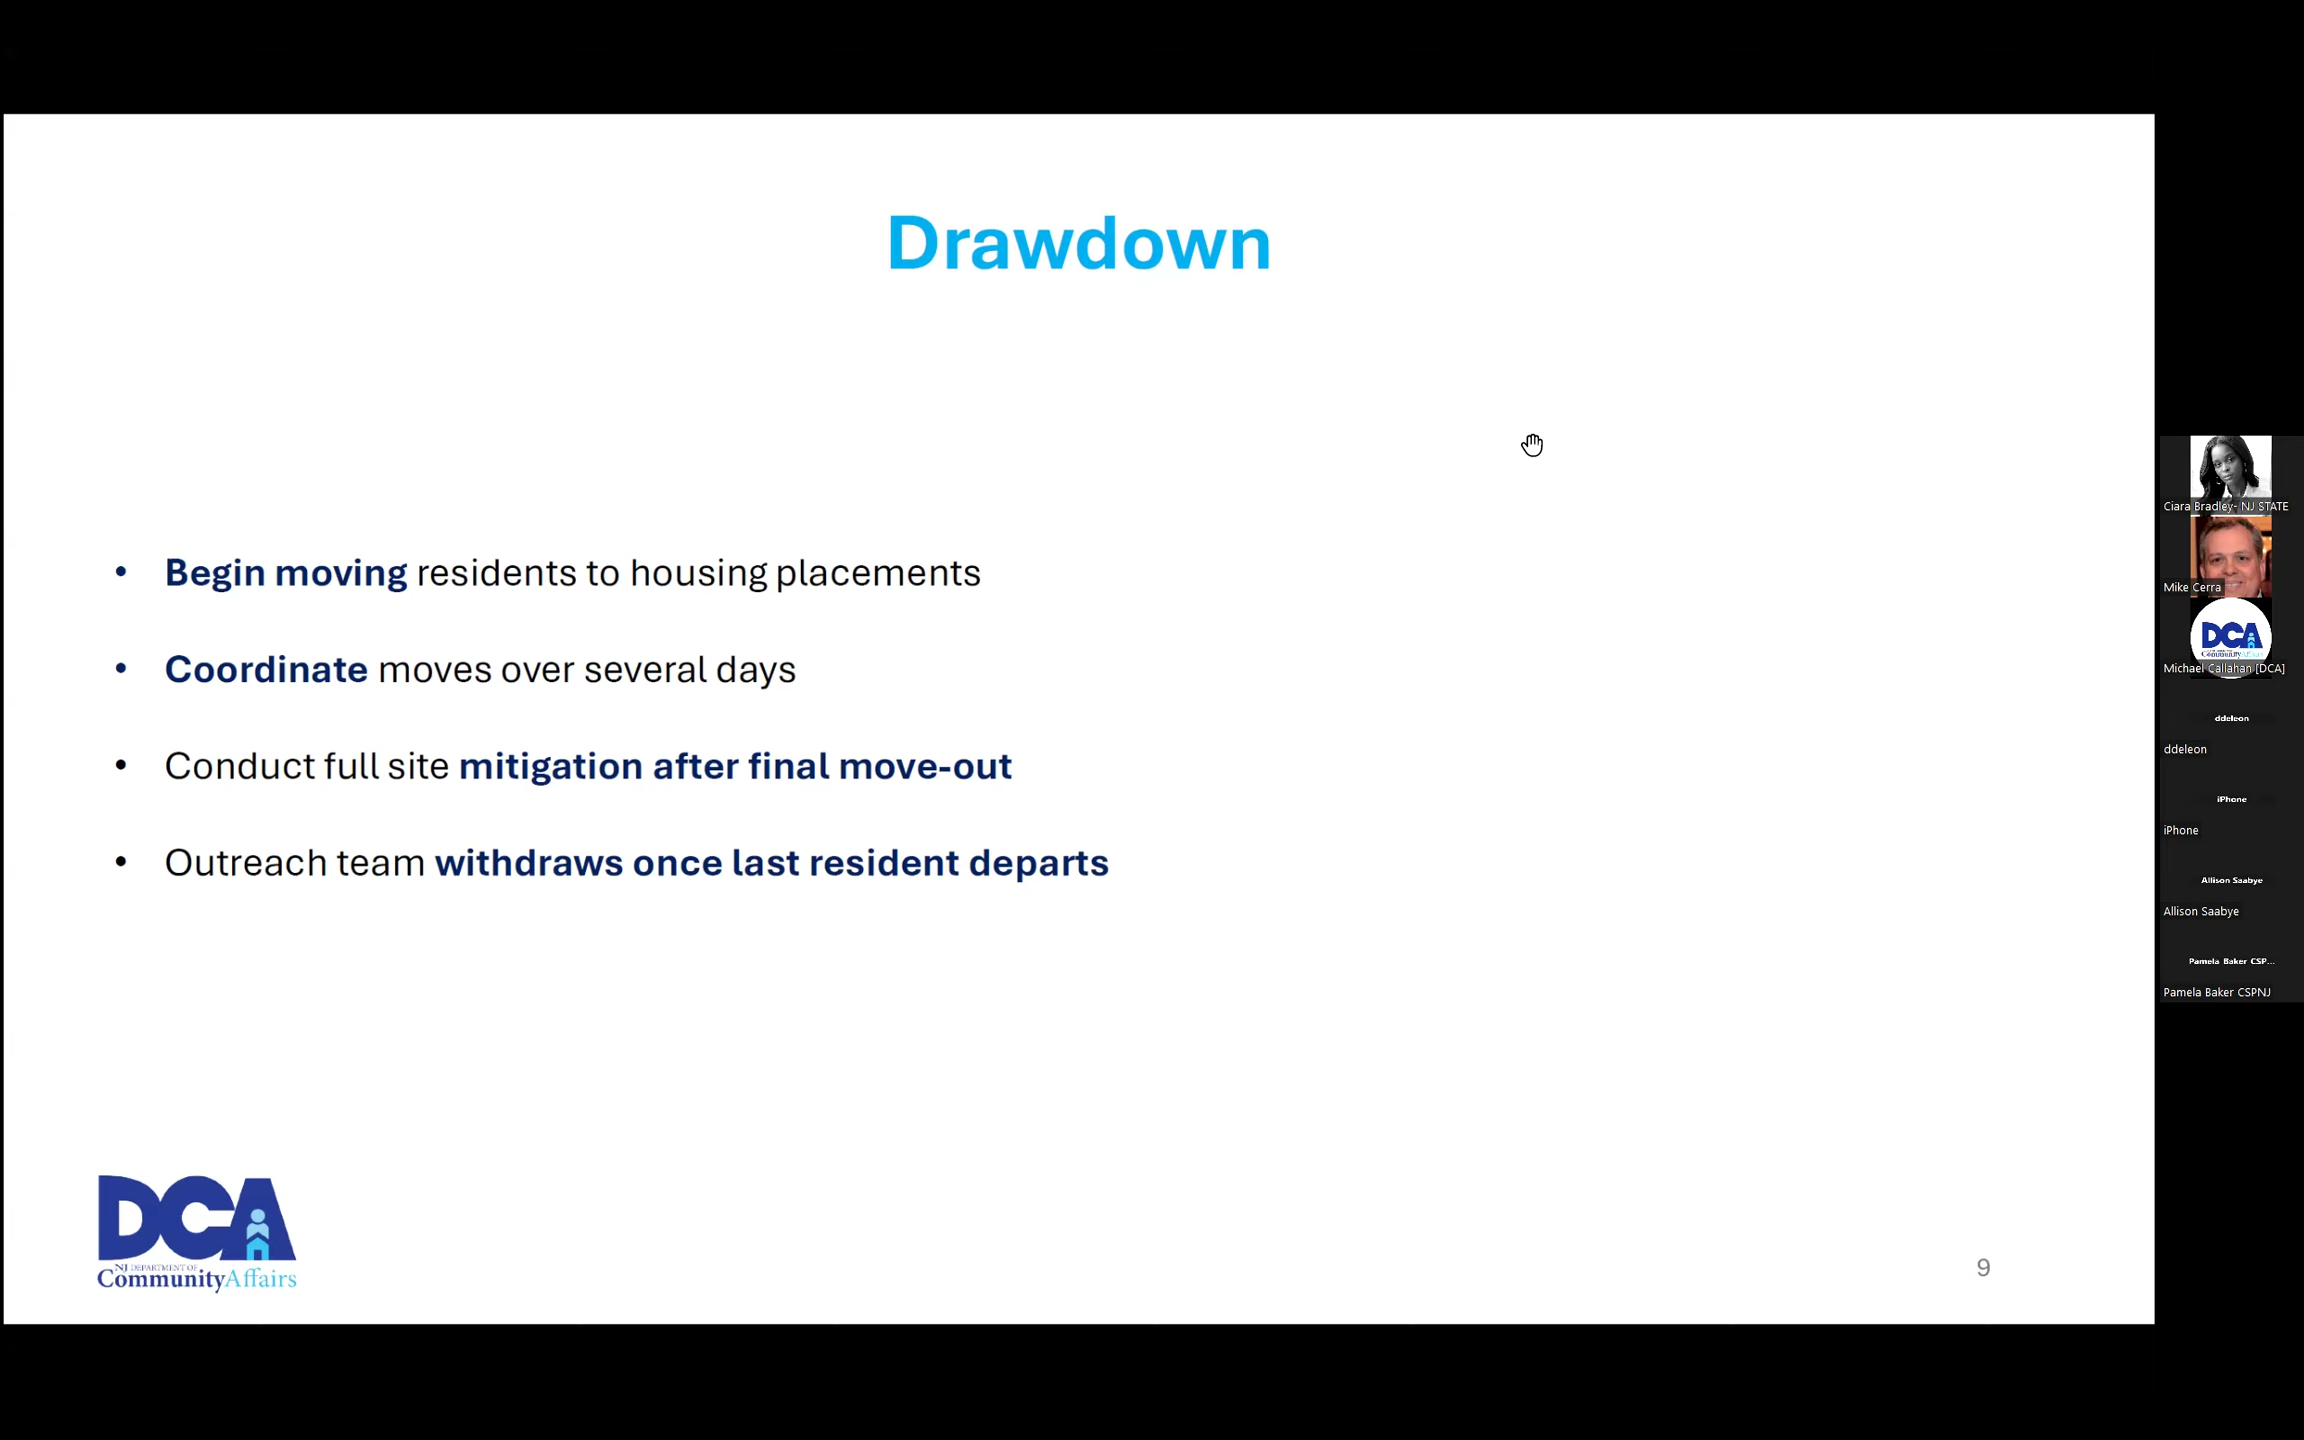 Drawdown
• Begin moving residents to housing placements
• Coordinate moves over several days
• Conduct full site mitigation after final move-out
• Outreach team withdraws once last resident departs
DCA
NJ DEPARTMENT OF
CommunityAffairs
9
Ciara Bradley- NJ STATE
Mike Cerra
DCA
CommunityAffairs
Michael Callahan [DCA]
ddeleon
ddeleon
iPhone
iPhone
Allison Saabye
Allison Saabye
Pamela Baker CSP...
Pamela Baker CSPNJ